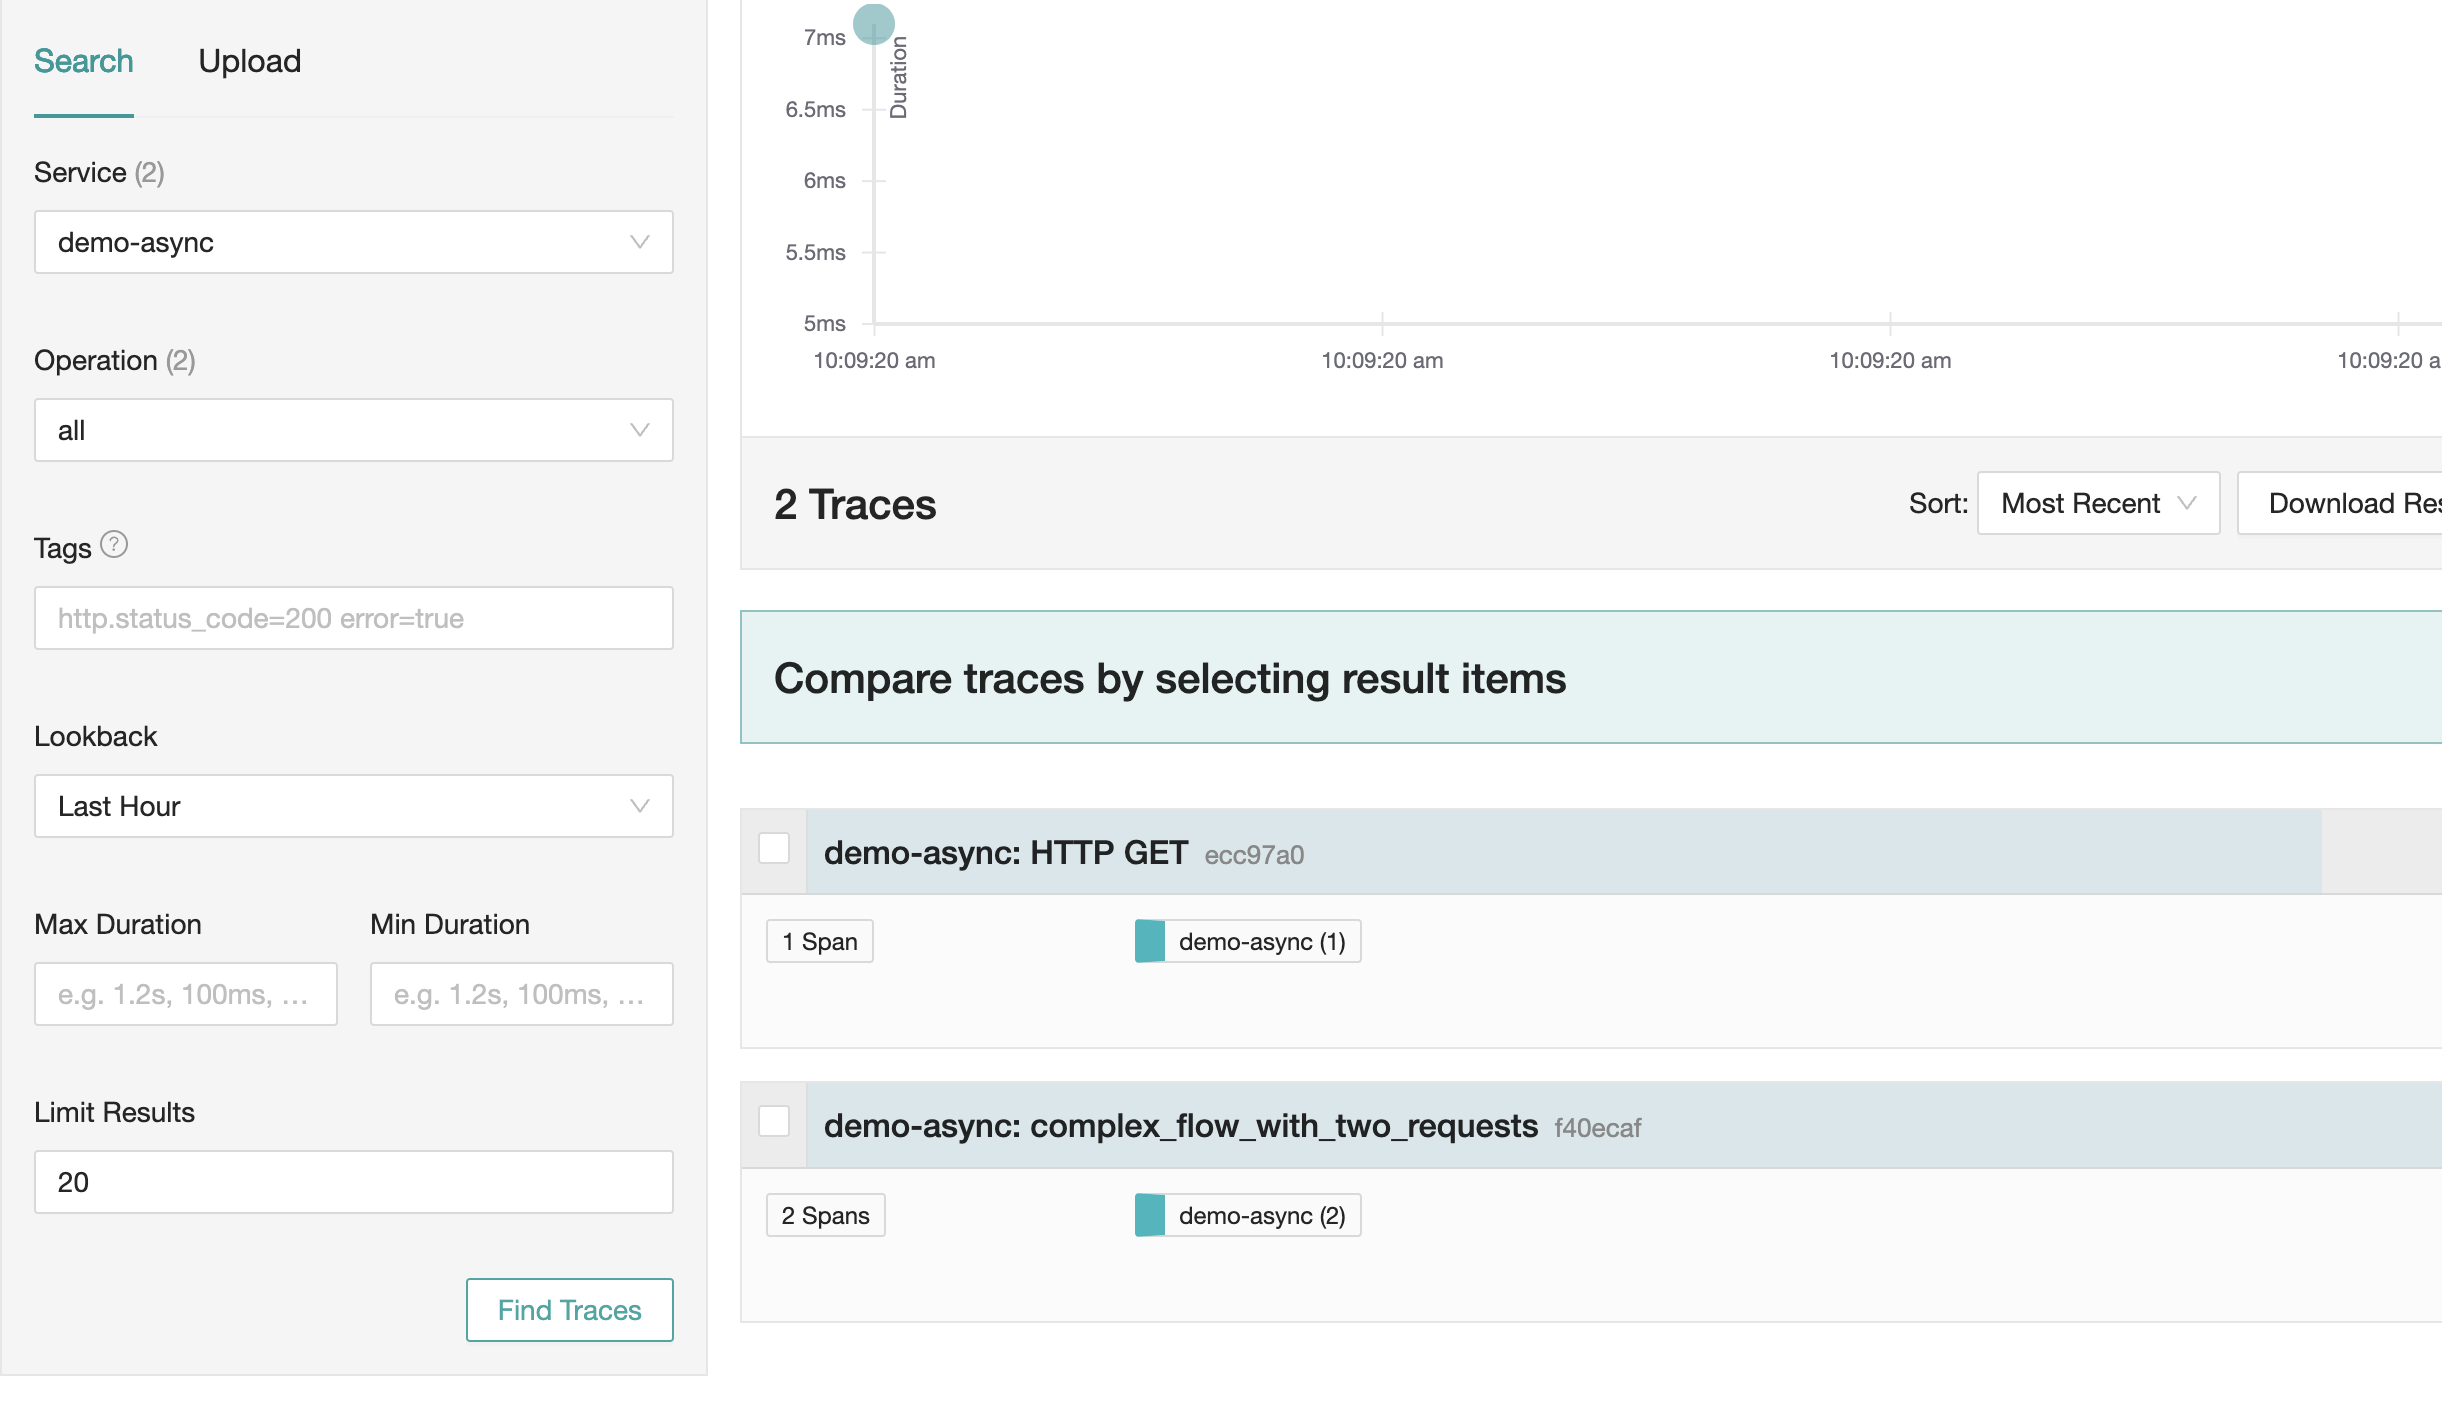 Search Upload
Service (2)
demo-async
Operation (2)
all
Tags ?
http.status_code=200 error=true
Lookback
Last Hour
Max Duration Min Duration
e.g. 1.2s, 100ms, … e.g. 1.2s, 100ms, …
Limit Results
20
Find Traces
7ms
6.5ms
6ms
5.5ms
5ms
Duration
10:09:20 am 10:09:20 am 10:09:20 am 10:09:20 a
2 Traces
Sort: Most Recent Download Res
Compare traces by selecting result items
demo-async: HTTP GET ecc97a0
1 Span demo-async (1)
demo-async: complex_flow_with_two_requests f40ecaf
2 Spans demo-async (2)